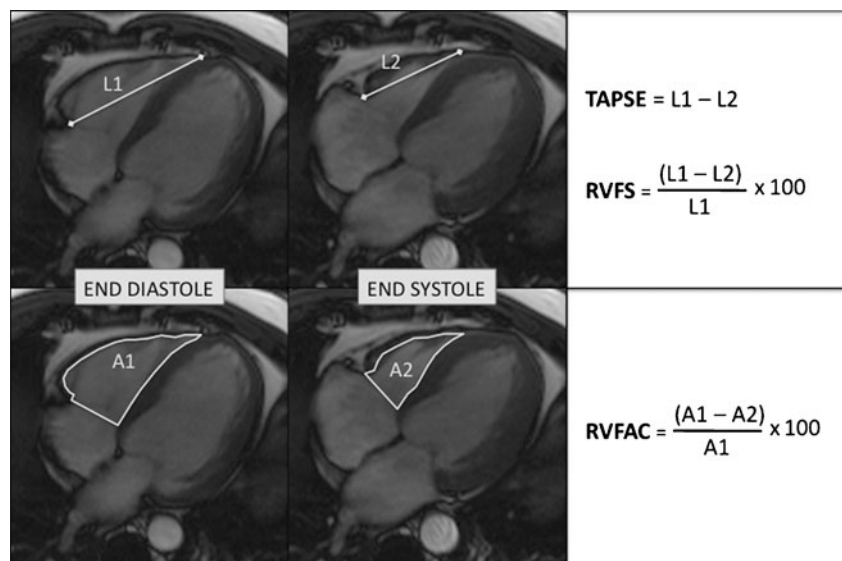 L1
L2
TAPSE = L1 – L2
RVFS = (L1 – L2) / L1 x 100
END DIASTOLE
END SYSTOLE
A1
A2
RVFAC = (A1 – A2) / A1 x 100